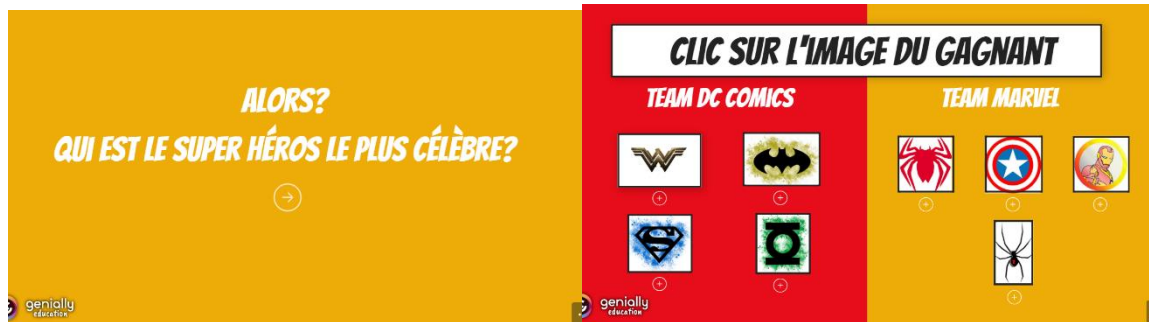 ALORS?
QUI EST LE SUPER HÉROS LE PLUS CÉLÈBRE?
genially
education
CLIC SUR L'IMAGE DU GAGNANT
TEAM DC COMICS
TEAM MARVEL
genially
education